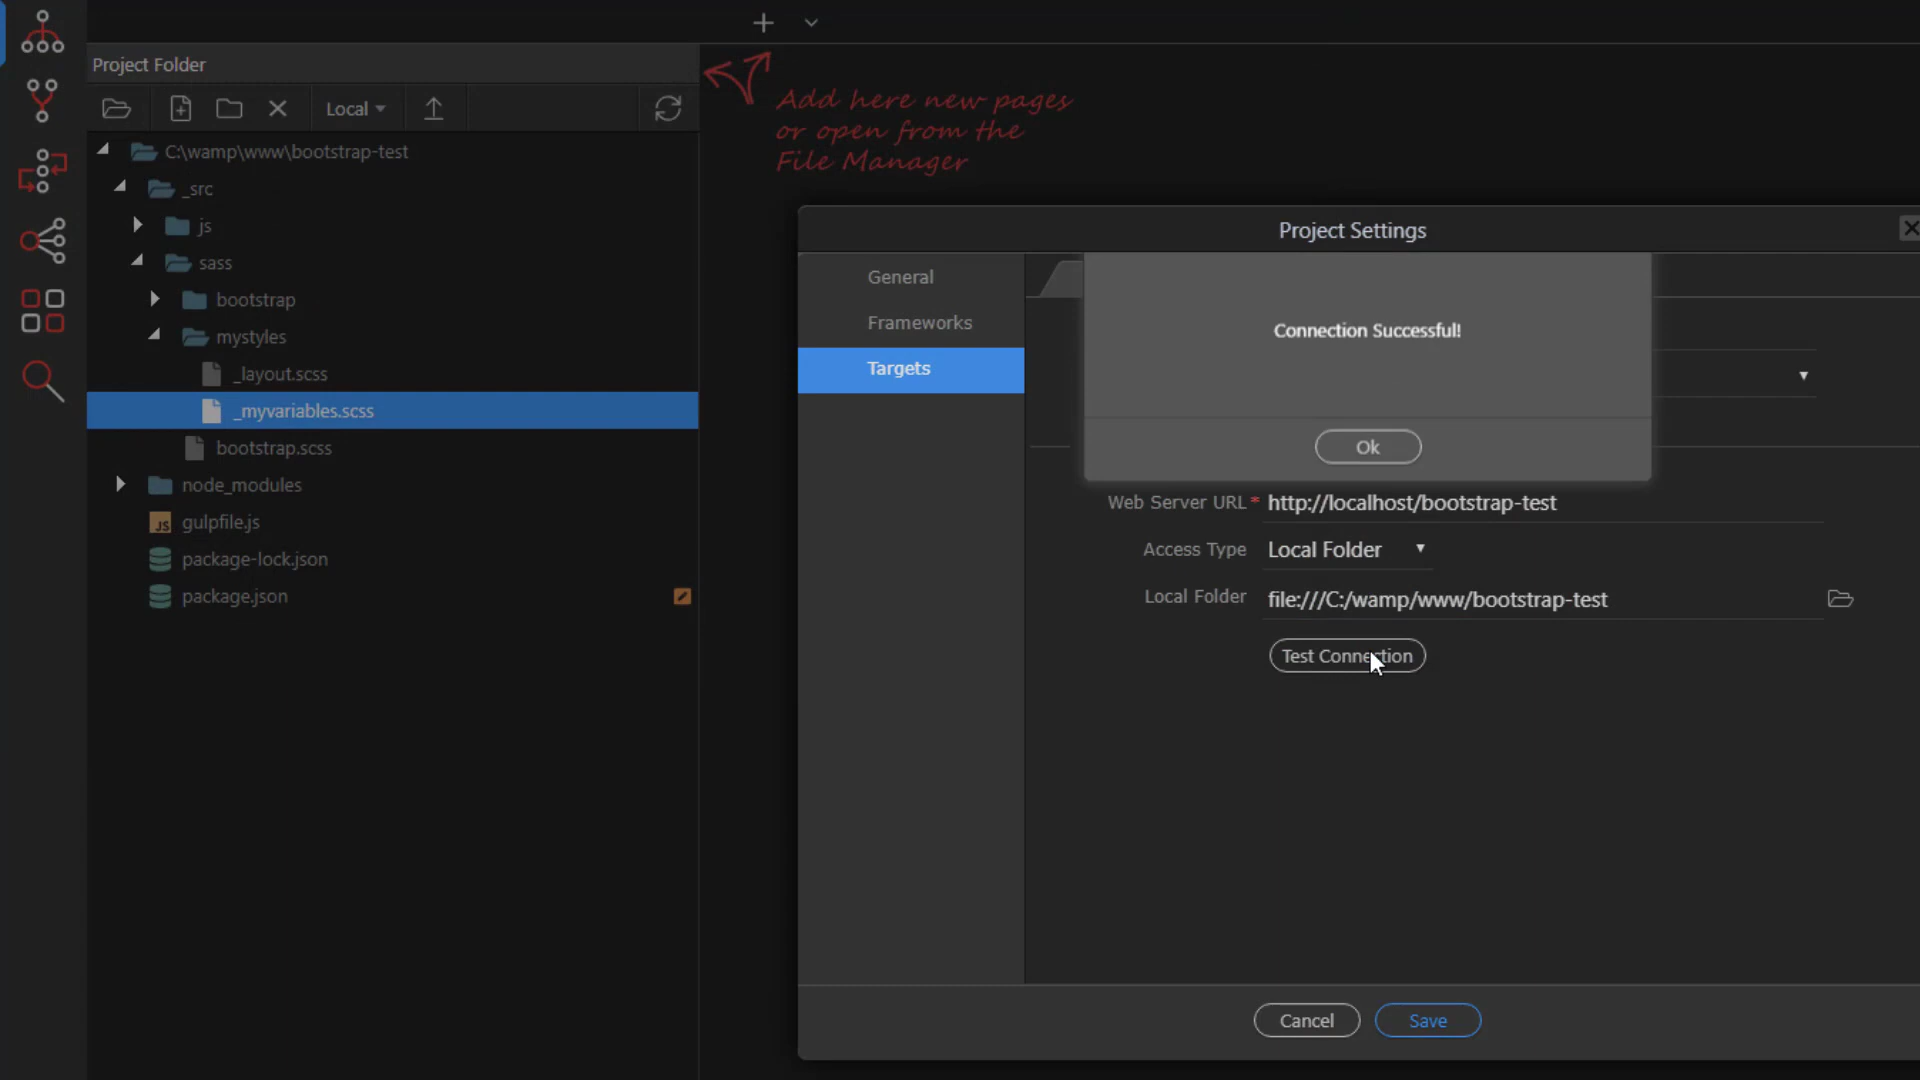 Project Folder
Local
C:\wamp\www\bootstrap-test
_src
js
sass
bootstrap
mystyles
_layout.scss
_myvariables.scss
bootstrap.scss
node_modules
JS gulpfile.js
package-lock.json
package.json
Add here new pages
or open from the
File Manager
Project Settings
General
Frameworks
Targets
Connection Successful!
Ok
Web Server URL * http://localhost/bootstrap-test
Access Type Local Folder
Local Folder file:///C:/wamp/www/bootstrap-test
Test Connection
Cancel
Save